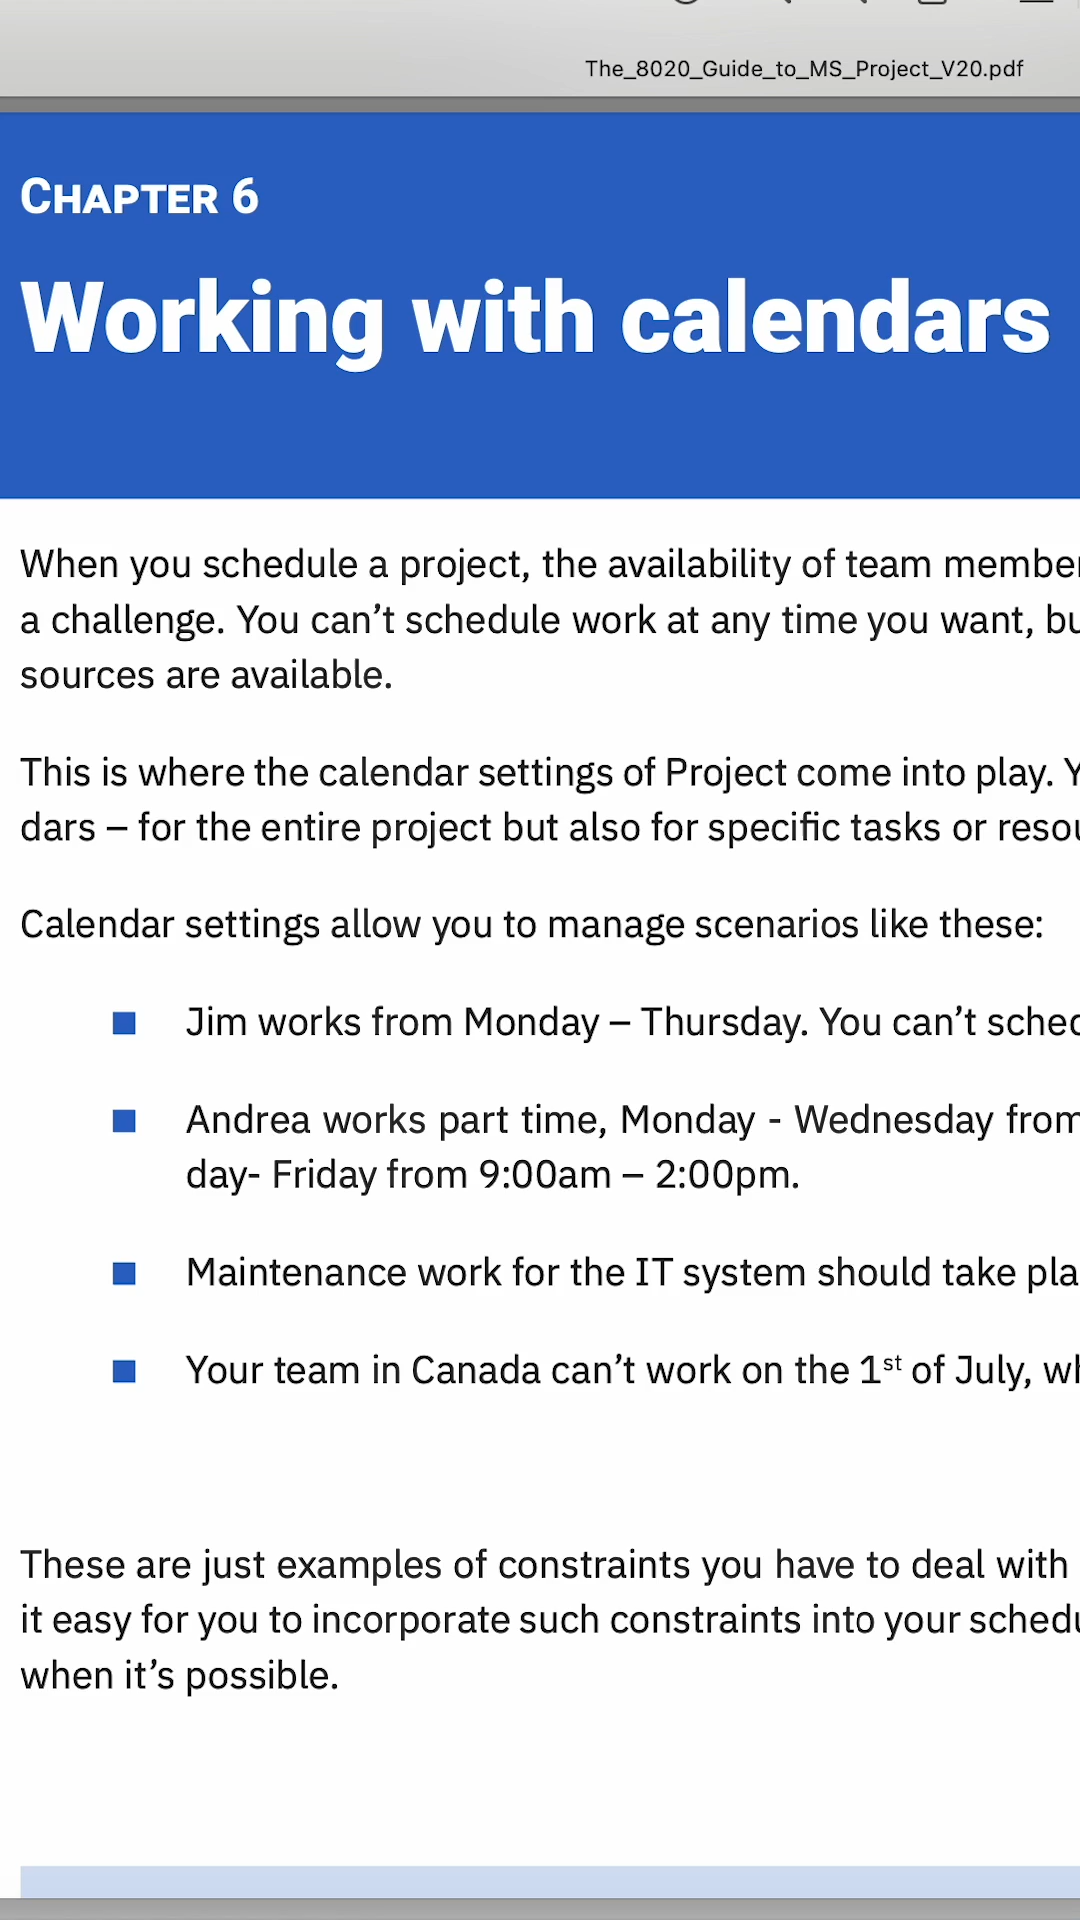 The_8020_Guide_to_MS_Project_V20.pdf
CHAPTER 6
Working with calendars
When you schedule a project, the availability of team
a challenge. You can’t schedule work at any time you want,
sources are available.
This is where the calendar settings of Project come into play.
dars – for the entire project but also for specific tasks or
Calendar settings allow you to manage scenarios like these:
■ Jim works from Monday – Thursday. You can’t
■ Andrea works part time, Monday - Wednesday from
day- Friday from 9:00am – 2:00pm.
■ Maintenance work for the IT system should take
■ Your team in Canada can’t work on the 1st of July,
These are just examples of constraints you have to deal with
it easy for you to incorporate such constraints into your
when it’s possible.